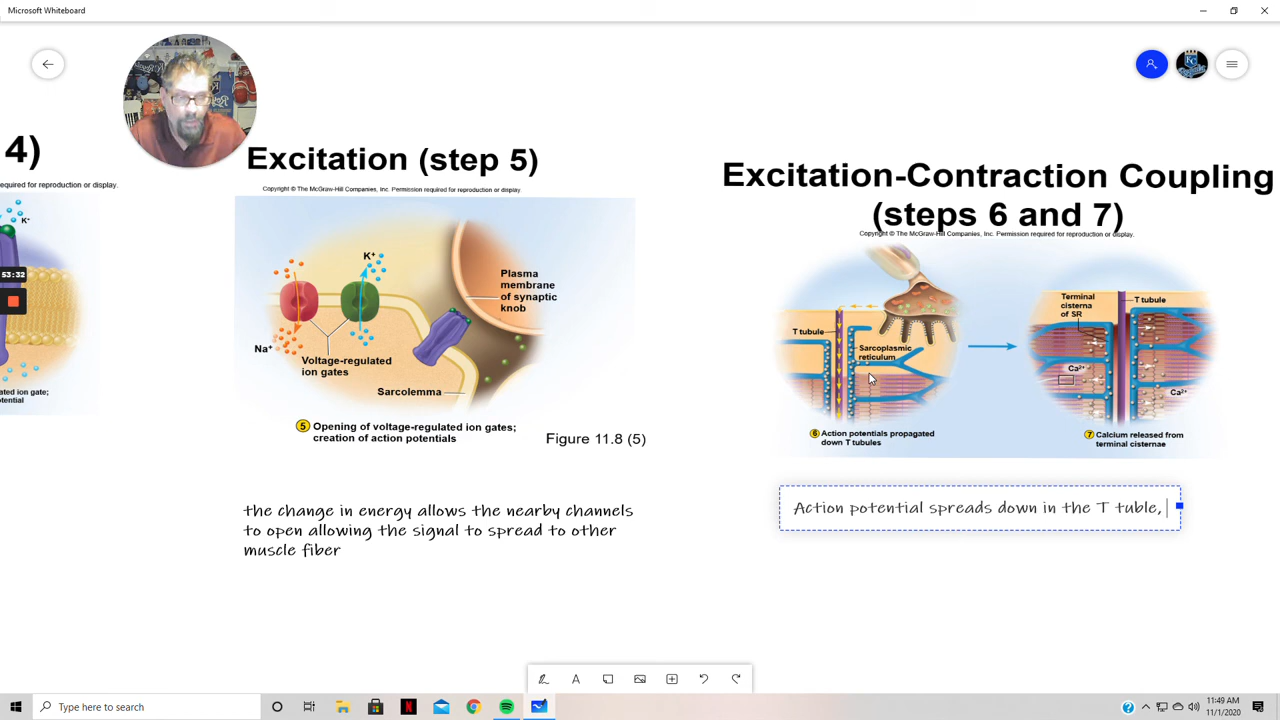 Microsoft Whiteboard
4)
equired for reproduction or display.
K⁺
53:32
ated ion gate;
otential
Excitation (step 5)
Copyright © The McGraw-Hill Companies, Inc. Permission required for reproduction or display.
K⁺
Plasma
membrane
of synaptic
knob
Na⁺
Voltage-regulated
ion gates
Sarcolemma
5 Opening of voltage-regulated ion gates;
creation of action potentials
Figure 11.8 (5)
the change in energy allows the nearby channels
to open allowing the signal to spread to other
muscle fiber
Excitation-Contraction Coupling
(steps 6 and 7)
Copyright © The McGraw-Hill Companies, Inc. Permission required for reproduction or display.
T tubule
Sarcoplasmic
reticulum
6 Action potentials propagated
down T tubules
Terminal
cisterna
of SR
T tubule
Ca²⁺
Ca²⁺
7 Calcium released from
terminal cisternae
Action potential spreads down in the T tuble,
KC
Type here to search
11:49 AM
11/1/2020